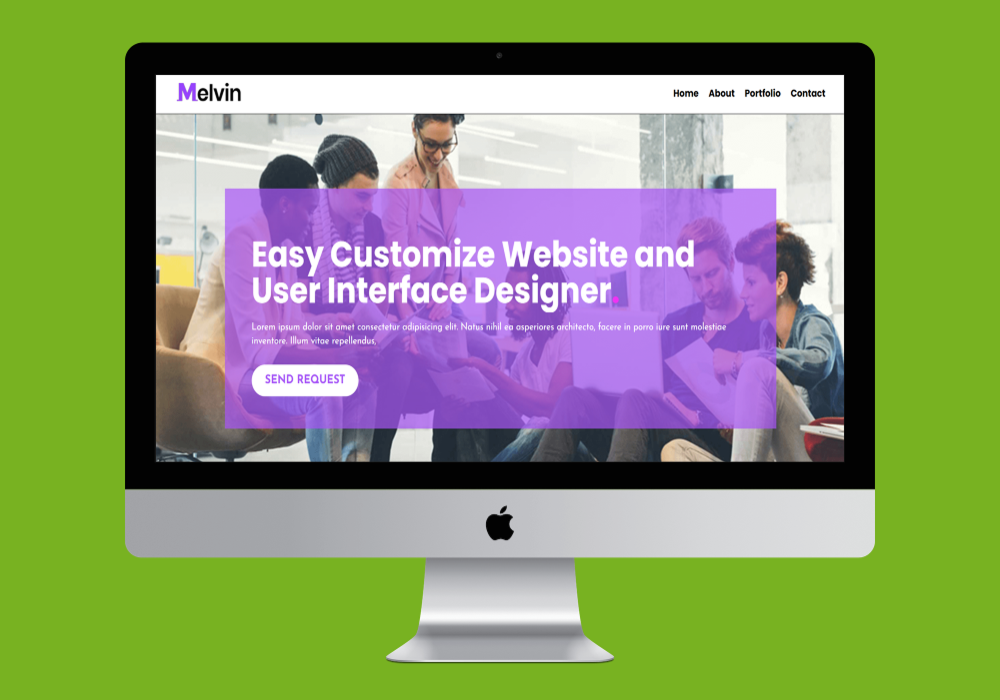 Melvin
Home About Portfolio Contact
Easy Customize Website and
User Interface Designer.
Lorem ipsum dolor sit amet consectetur adipisicing elit. Natus nihil ea asperiores architecto, facere in porro iure sunt molestiae
inventore. Illum vitae repellendus,
SEND REQUEST